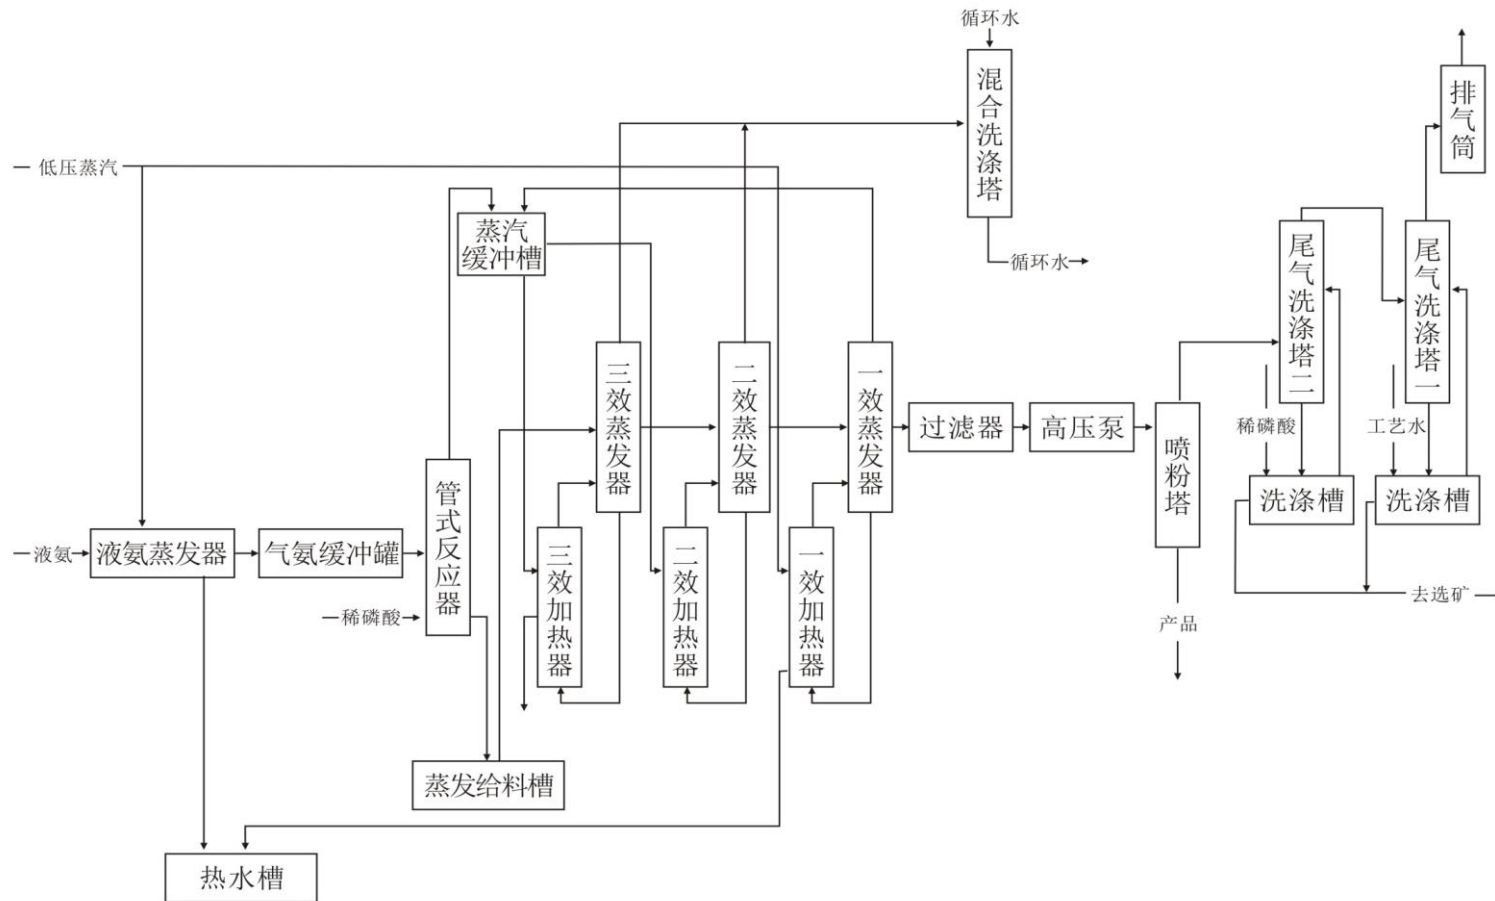 循环水
混合洗涤塔
排气筒
低压蒸汽
蒸汽
缓冲槽
循环水
尾气洗涤塔二
尾气洗涤塔一
三效蒸发器
二效蒸发器
一效蒸发器
过滤器
高压泵
喷粉塔
稀磷酸
工艺水
洗涤槽
洗涤槽
液氨
液氨蒸发器
气氨缓冲罐
管式反应器
三效加热器
二效加热器
一效加热器
稀磷酸
去选矿
产品
蒸发给料槽
热水槽